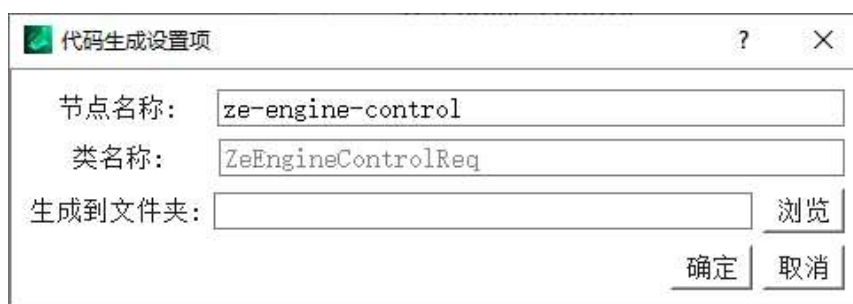 代码生成设置项 ?
节点名称: ze-engine-control
类名称: ZeEngineControlReq
生成到文件夹: 浏览
确定 取消